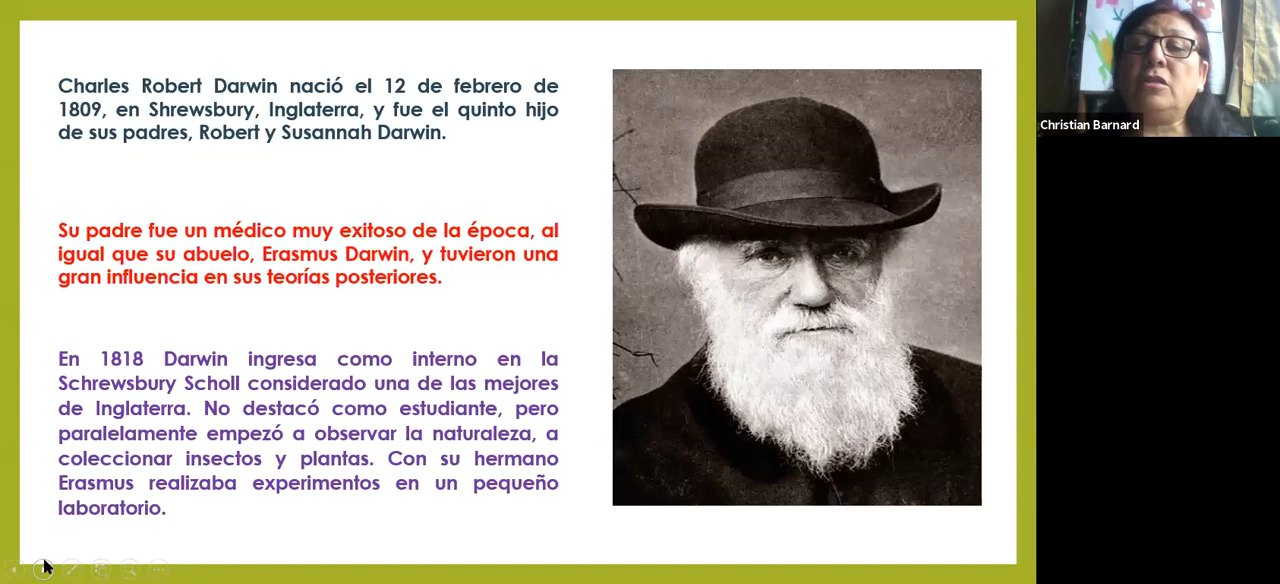 Charles Robert Darwin nació el 12 de febrero de
1809, en Shrewsbury, Inglaterra, y fue el quinto hijo
de sus padres, Robert y Susannah Darwin.
Su padre fue un médico muy exitoso de la época, al
igual que su abuelo, Erasmus Darwin, y tuvieron una
gran influencia en sus teorías posteriores.
En 1818 Darwin ingresa como interno en la
Schrewsbury Scholl considerado una de las mejores
de Inglaterra. No destacó como estudiante, pero
paralelamente empezó a observar la naturaleza, a
coleccionar insectos y plantas. Con su hermano
Erasmus realizaba experimentos en un pequeño
laboratorio.
Christian Barnard